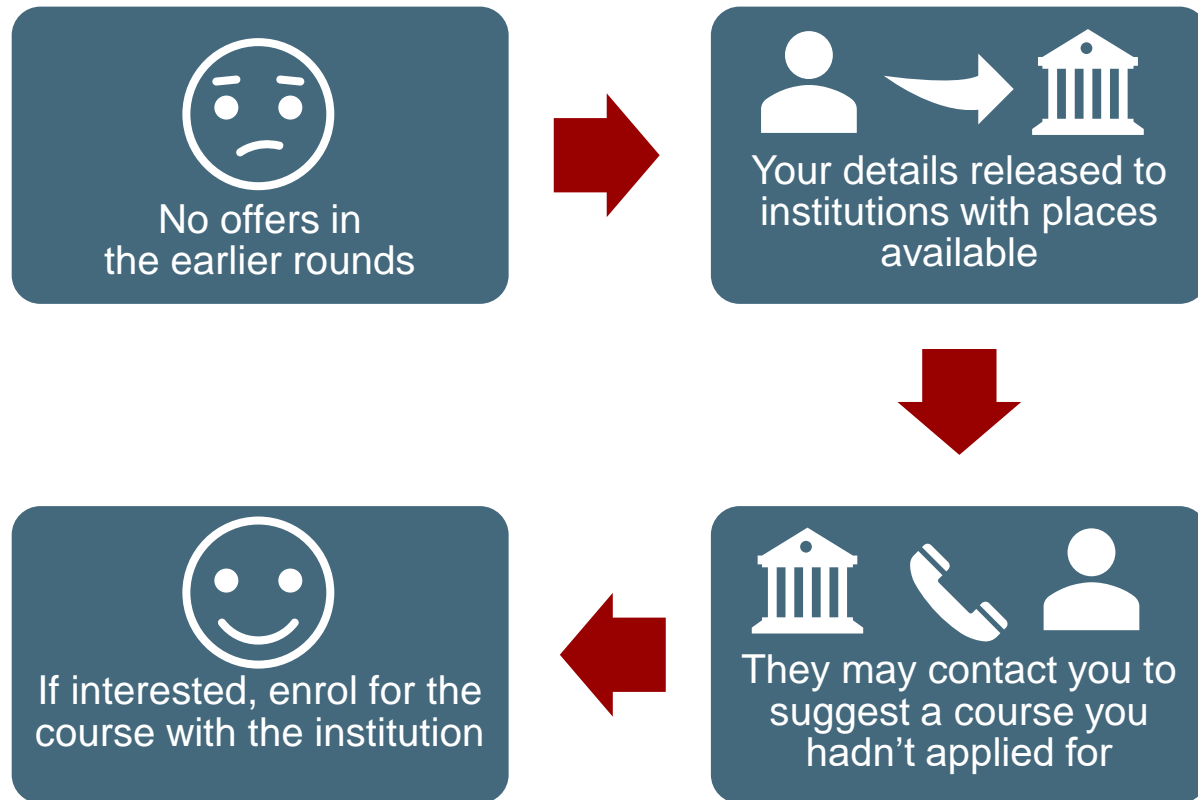 No offers in
the earlier rounds
Your details released to
institutions with places
available
They may contact you to
suggest a course you
hadn’t applied for
If interested, enrol for the
course with the institution